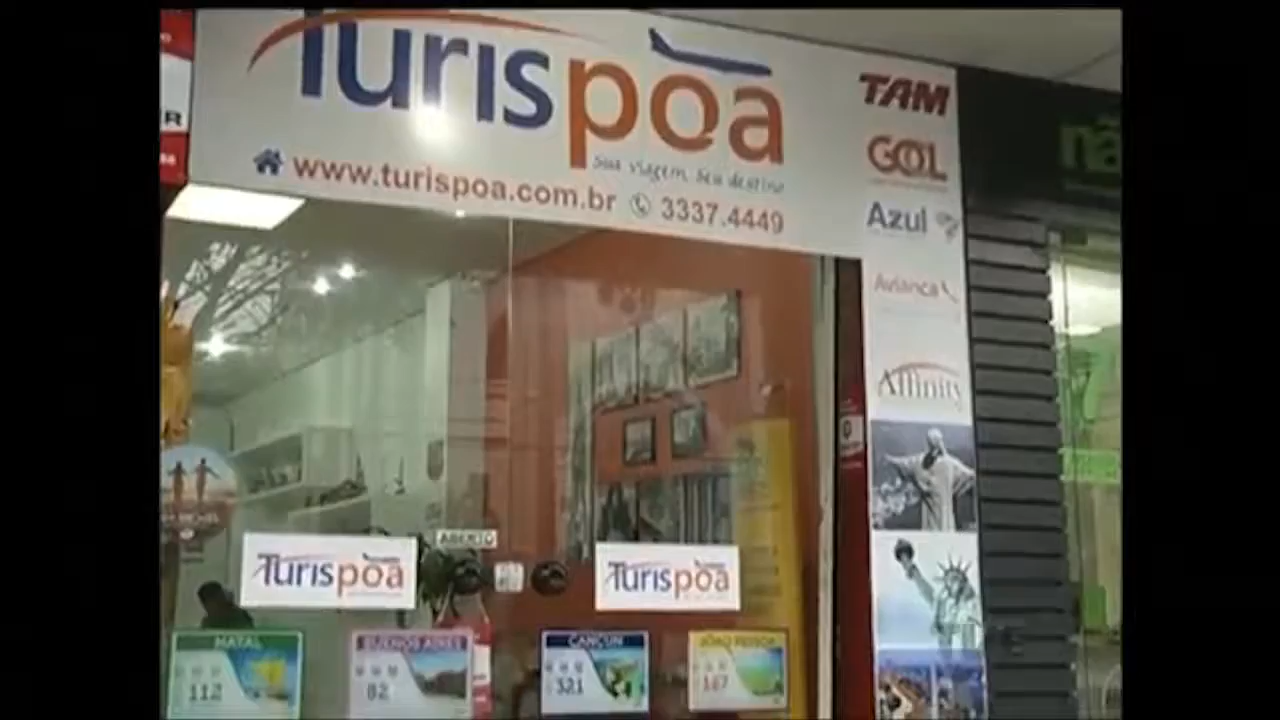 Turispoa
Sua viagem, Seu destino
www.turispoa.com.br 3337.4449
TAM
GOL
Azul
Avianca
Affinity
R
nã
ABERTO
Turispoa
Turispoa
NATAL
112
BUENOS AIRES
82
CANCUN
321
JOÃO PESSOA
167